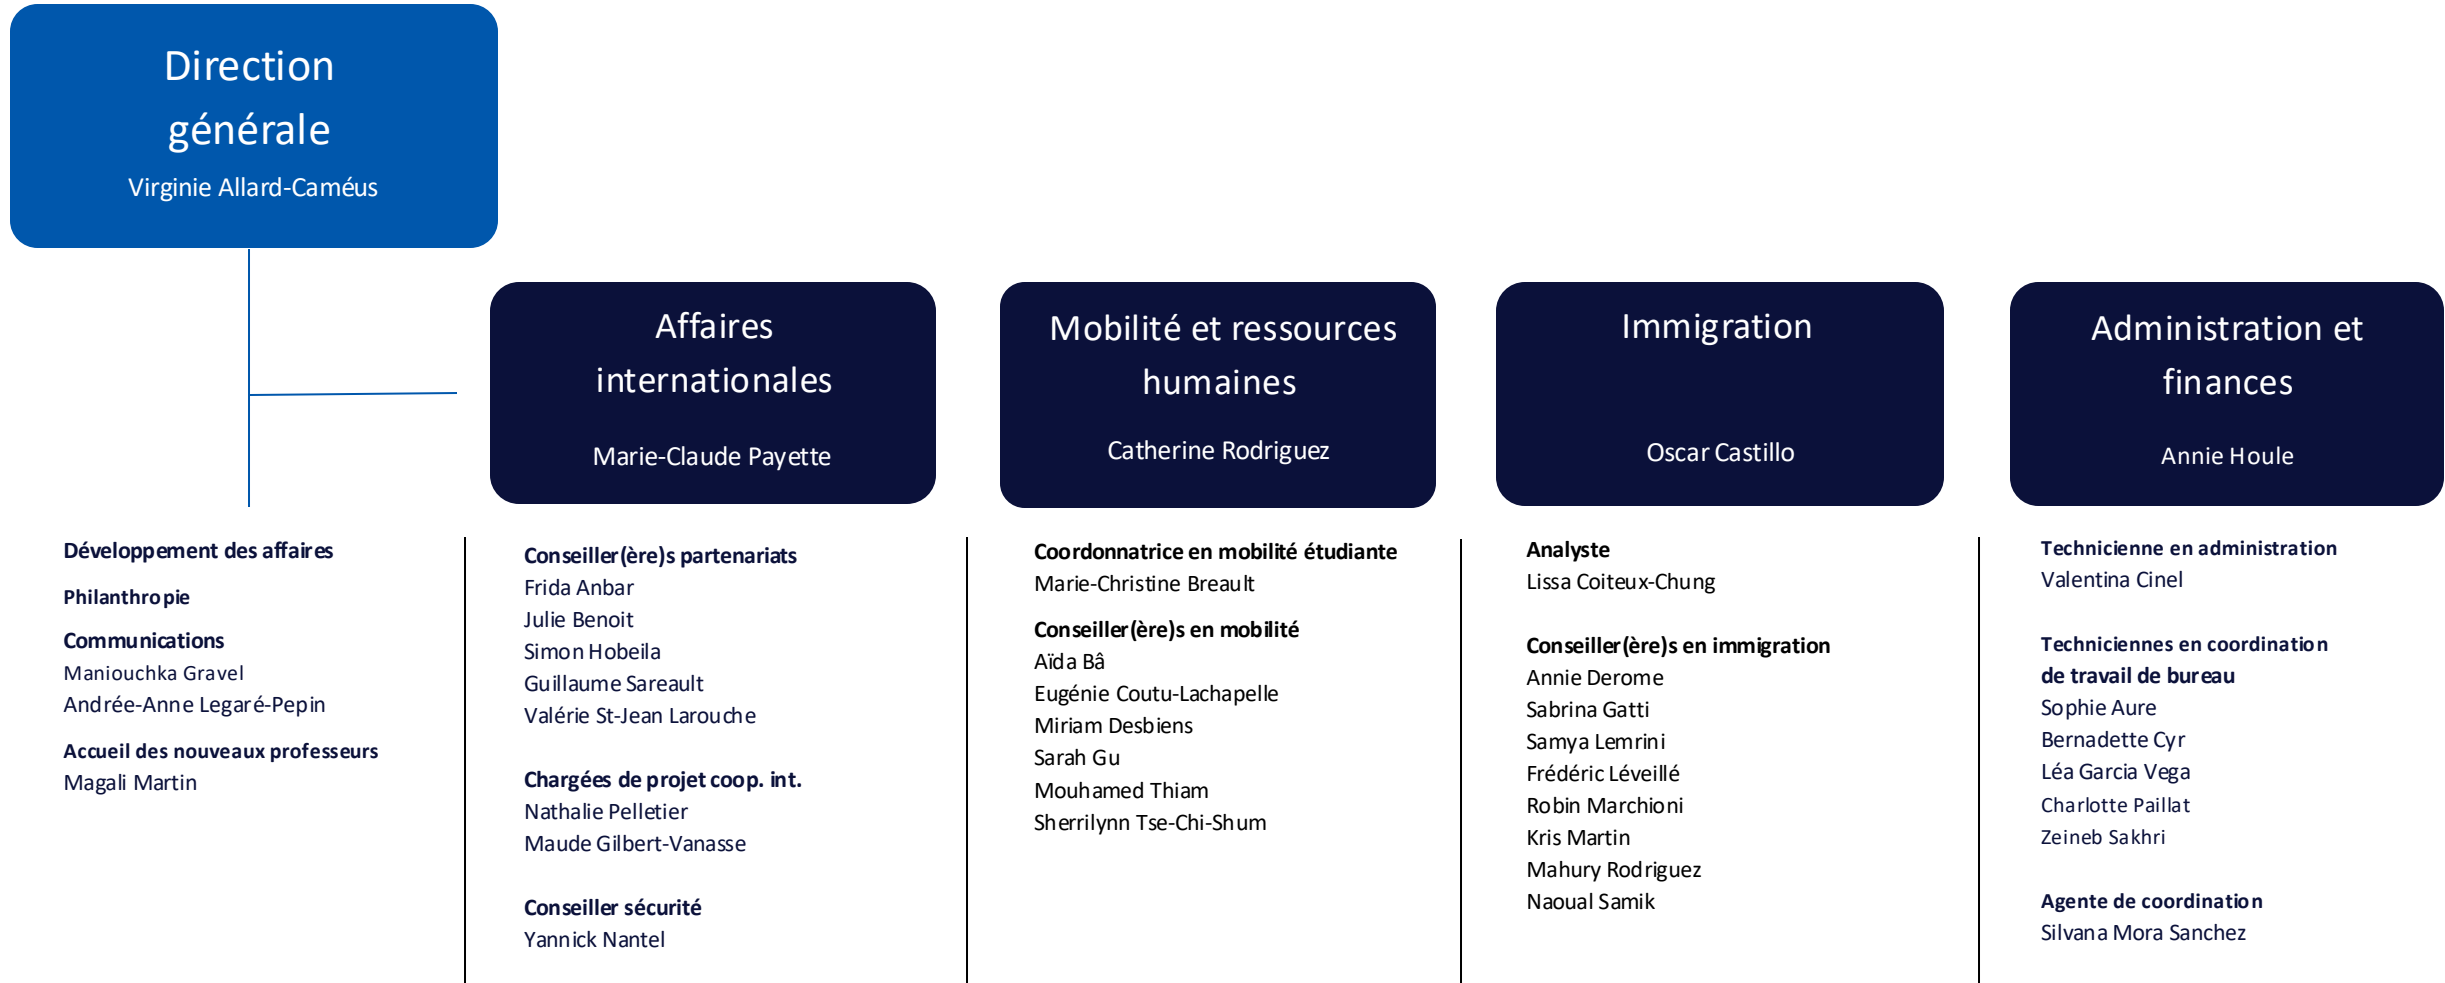 Direction
générale
Virginie Allard-Caméus
Affaires
internationales
Marie-Claude Payette
Mobilité et ressources
humaines
Catherine Rodriguez
Immigration
Oscar Castillo
Administration et
finances
Annie Houle
Développement des affaires
Philanthropie
Communications
Maniouchka Gravel
Andrée-Anne Legaré-Pepin
Accueil des nouveaux professeurs
Magali Martin
Conseiller(ère)s partenariats
Frida Anbar
Julie Benoit
Simon Hobeila
Guillaume Sareault
Valérie St-Jean Larouche
Chargées de projet coop. int.
Nathalie Pelletier
Maude Gilbert-Vanasse
Conseiller sécurité
Yannick Nantel
Coordonnatrice en mobilité étudiante
Marie-Christine Breault
Conseiller(ère)s en mobilité
Aïda Bâ
Eugénie Coutu-Lachapelle
Miriam Desbiens
Sarah Gu
Mouhamed Thiam
Sherrilynn Tse-Chi-Shum
Analyste
Lissa Coiteux-Chung
Conseiller(ère)s en immigration
Annie Derome
Sabrina Gatti
Samya Lemrini
Frédéric Léveillé
Robin Marchioni
Kris Martin
Mahury Rodriguez
Naoual Samik
Technicienne en administration
Valentina Cinel
Techniciennes en coordination
de travail de bureau
Sophie Aure
Bernadette Cyr
Léa Garcia Vega
Charlotte Paillat
Zeineb Sakhri
Agente de coordination
Silvana Mora Sanchez